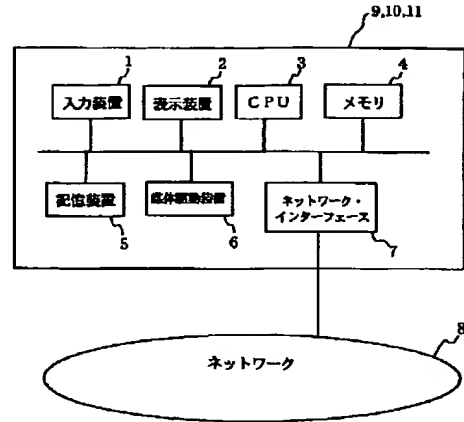 9,10,11
1
2
3
4
入力装置
表示装置
CPU
メモリ
記憶装置
媒体駆動装置
ネットワーク・
インターフェース
5
6
7
8
ネットワーク